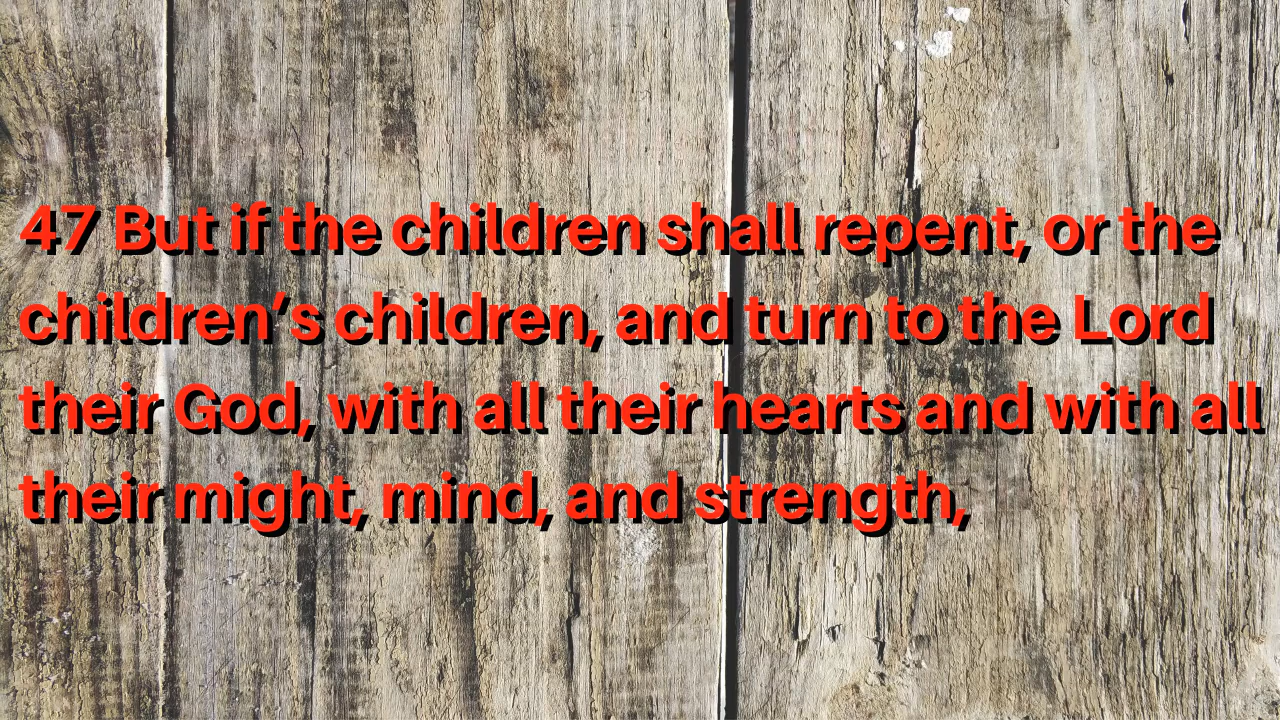 47 But if the children shall repent, or the
children’s children, and turn to the Lord
their God, with all their hearts and with all
their might, mind, and strength,